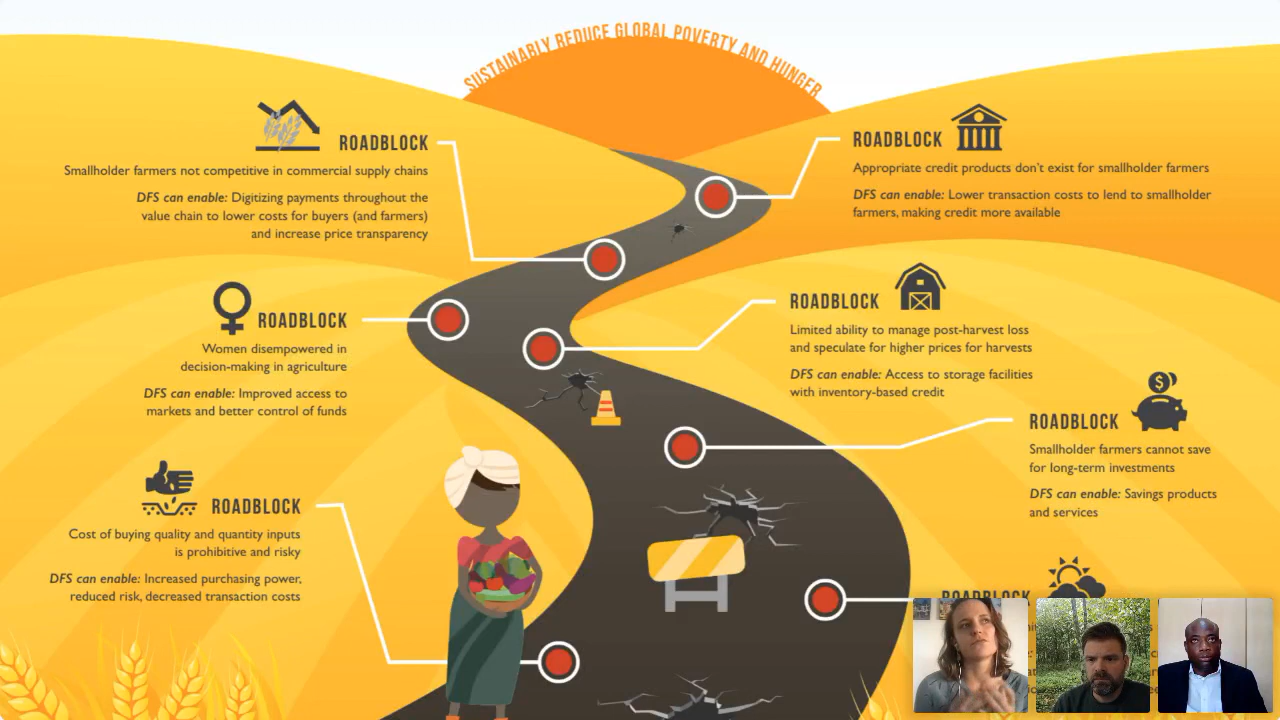 SUSTAINABLY REDUCE GLOBAL POVERTY AND HUNGER
ROADBLOCK
Smallholder farmers not competitive in commercial supply chains
DFS can enable: Digitizing payments throughout the
value chain to lower costs for buyers (and farmers)
and increase price transparency
ROADBLOCK
Appropriate credit products don't exist for smallholder farmers
DFS can enable: Lower transaction costs to lend to smallholder
farmers, making credit more available
ROADBLOCK
Women disempowered in
decision-making in agriculture
DFS can enable: Improved access to
markets and better control of funds
ROADBLOCK
Limited ability to manage post-harvest loss
and speculate for higher prices for harvests
DFS can enable: Access to storage facilities
with inventory-based credit
ROADBLOCK
Smallholder farmers cannot save
for long-term investments
DFS can enable: Savings products
and services
ROADBLOCK
Cost of buying quality and quantity inputs
is prohibitive and risky
DFS can enable: Increased purchasing power,
reduced risk, decreased transaction costs
ROADBLOCK